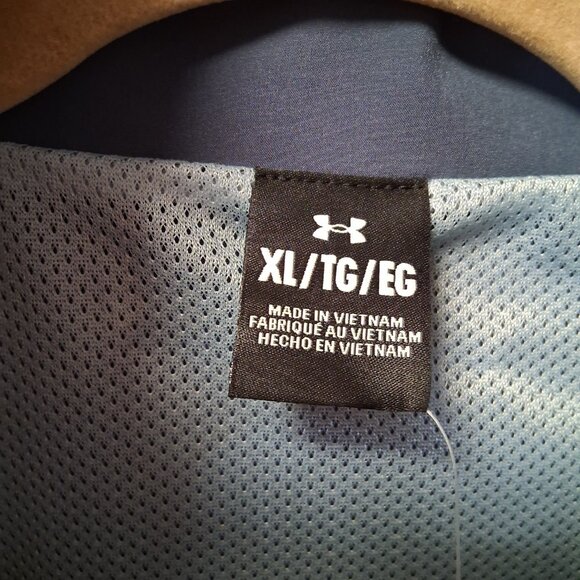 XL/TG/EG
MADE IN VIETNAM
FABRIQUÉ AU VIETNAM
HECHO EN VIETNAM